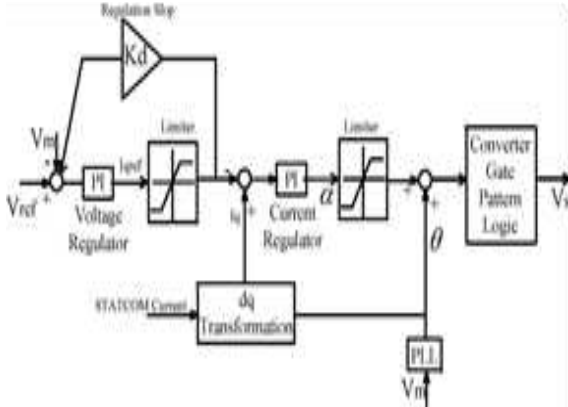 Regulation Slop
Kd
Vm
-
Limiter
Limiter
Iqref
PI
-
PI
α
Converter
Gate
Pattern
Logic
Vref
+
Voltage
Regulator
Iq
+
Current
Regulator
+
+
θ
STATCOM Current
dq
Transformation
PLL
Vm